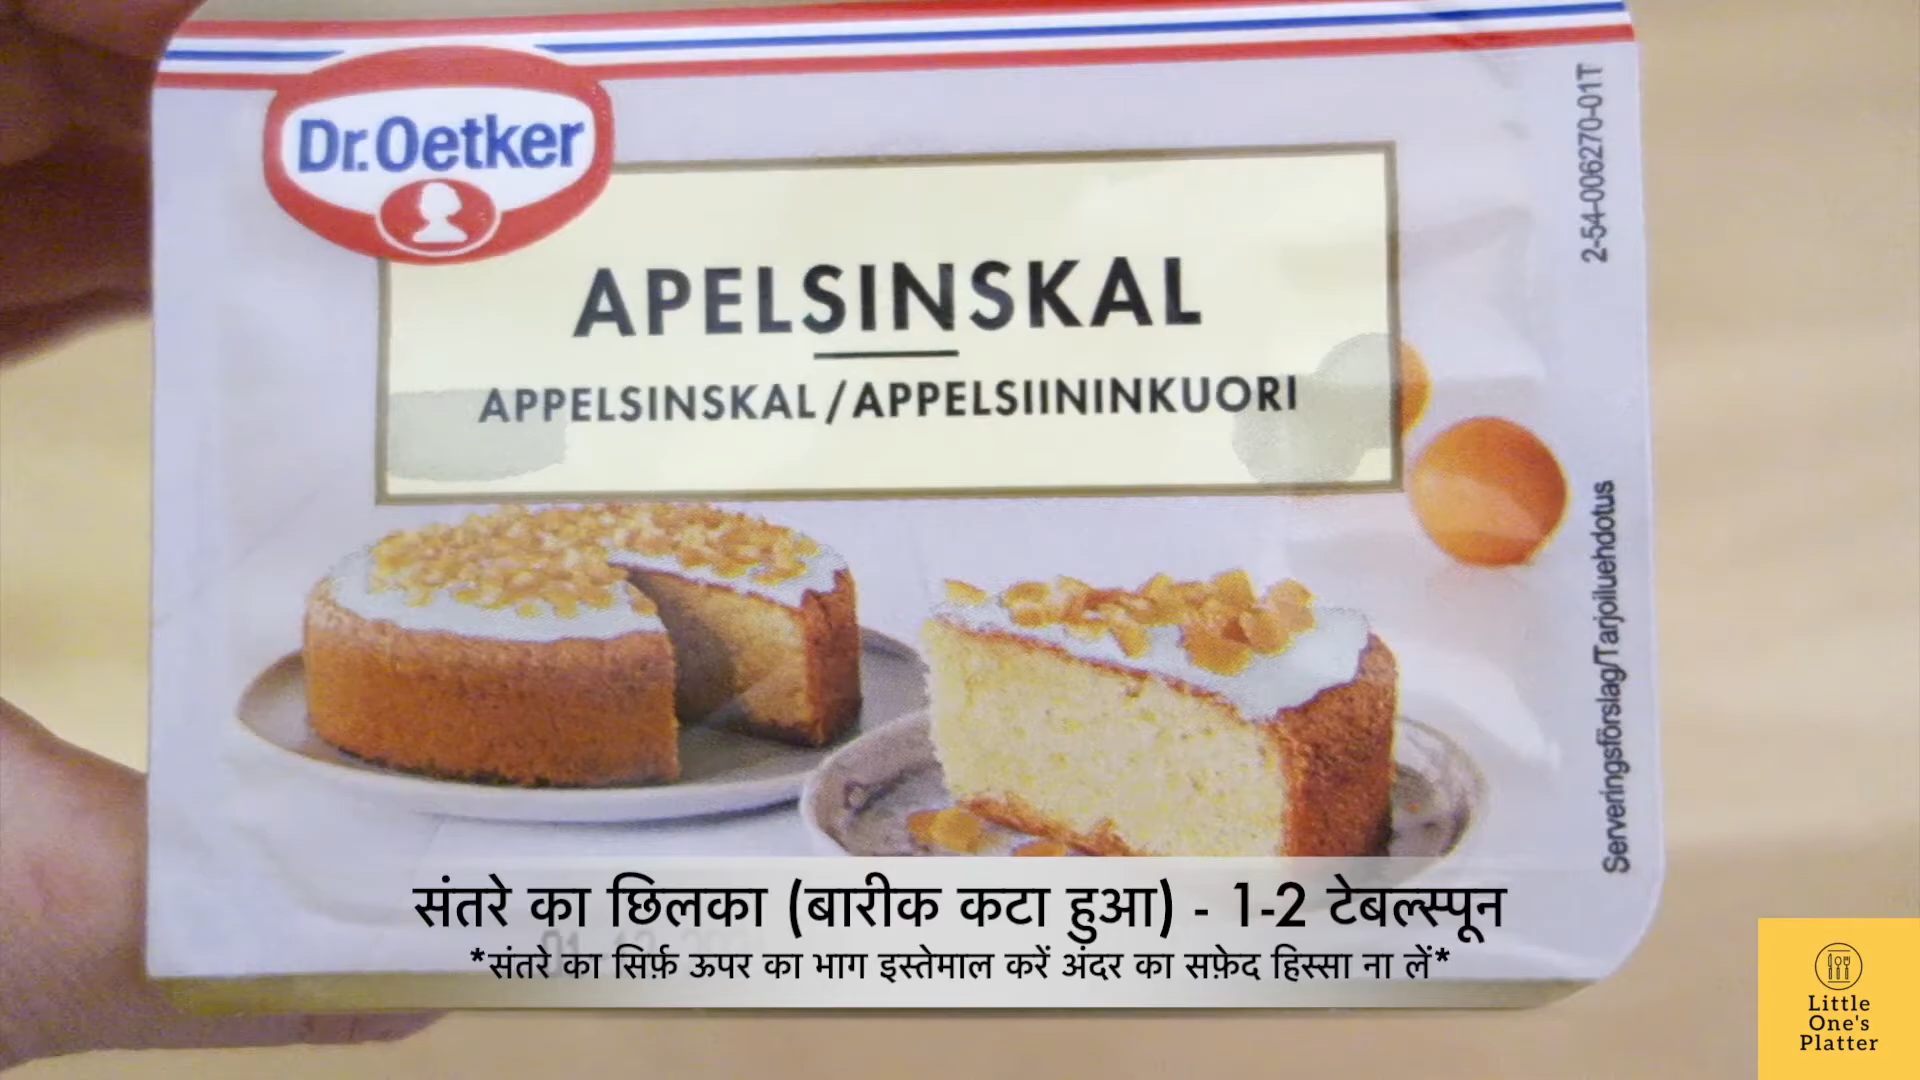 Dr.Oetker
APELSINSKAL
APPELSINSKAL/APPELSIININKUORI
2-54-006270-01T
Serveringsförslag/Tarjoiluehdotus
संतरे का छिलका (बारीक कटा हुआ) - 1-2 टेबल्स्पून
*संतरे का सिर्फ़ ऊपर का भाग इस्तेमाल करें अंदर का सफ़ेद हिस्सा ना लें*
Little
One's
Platter